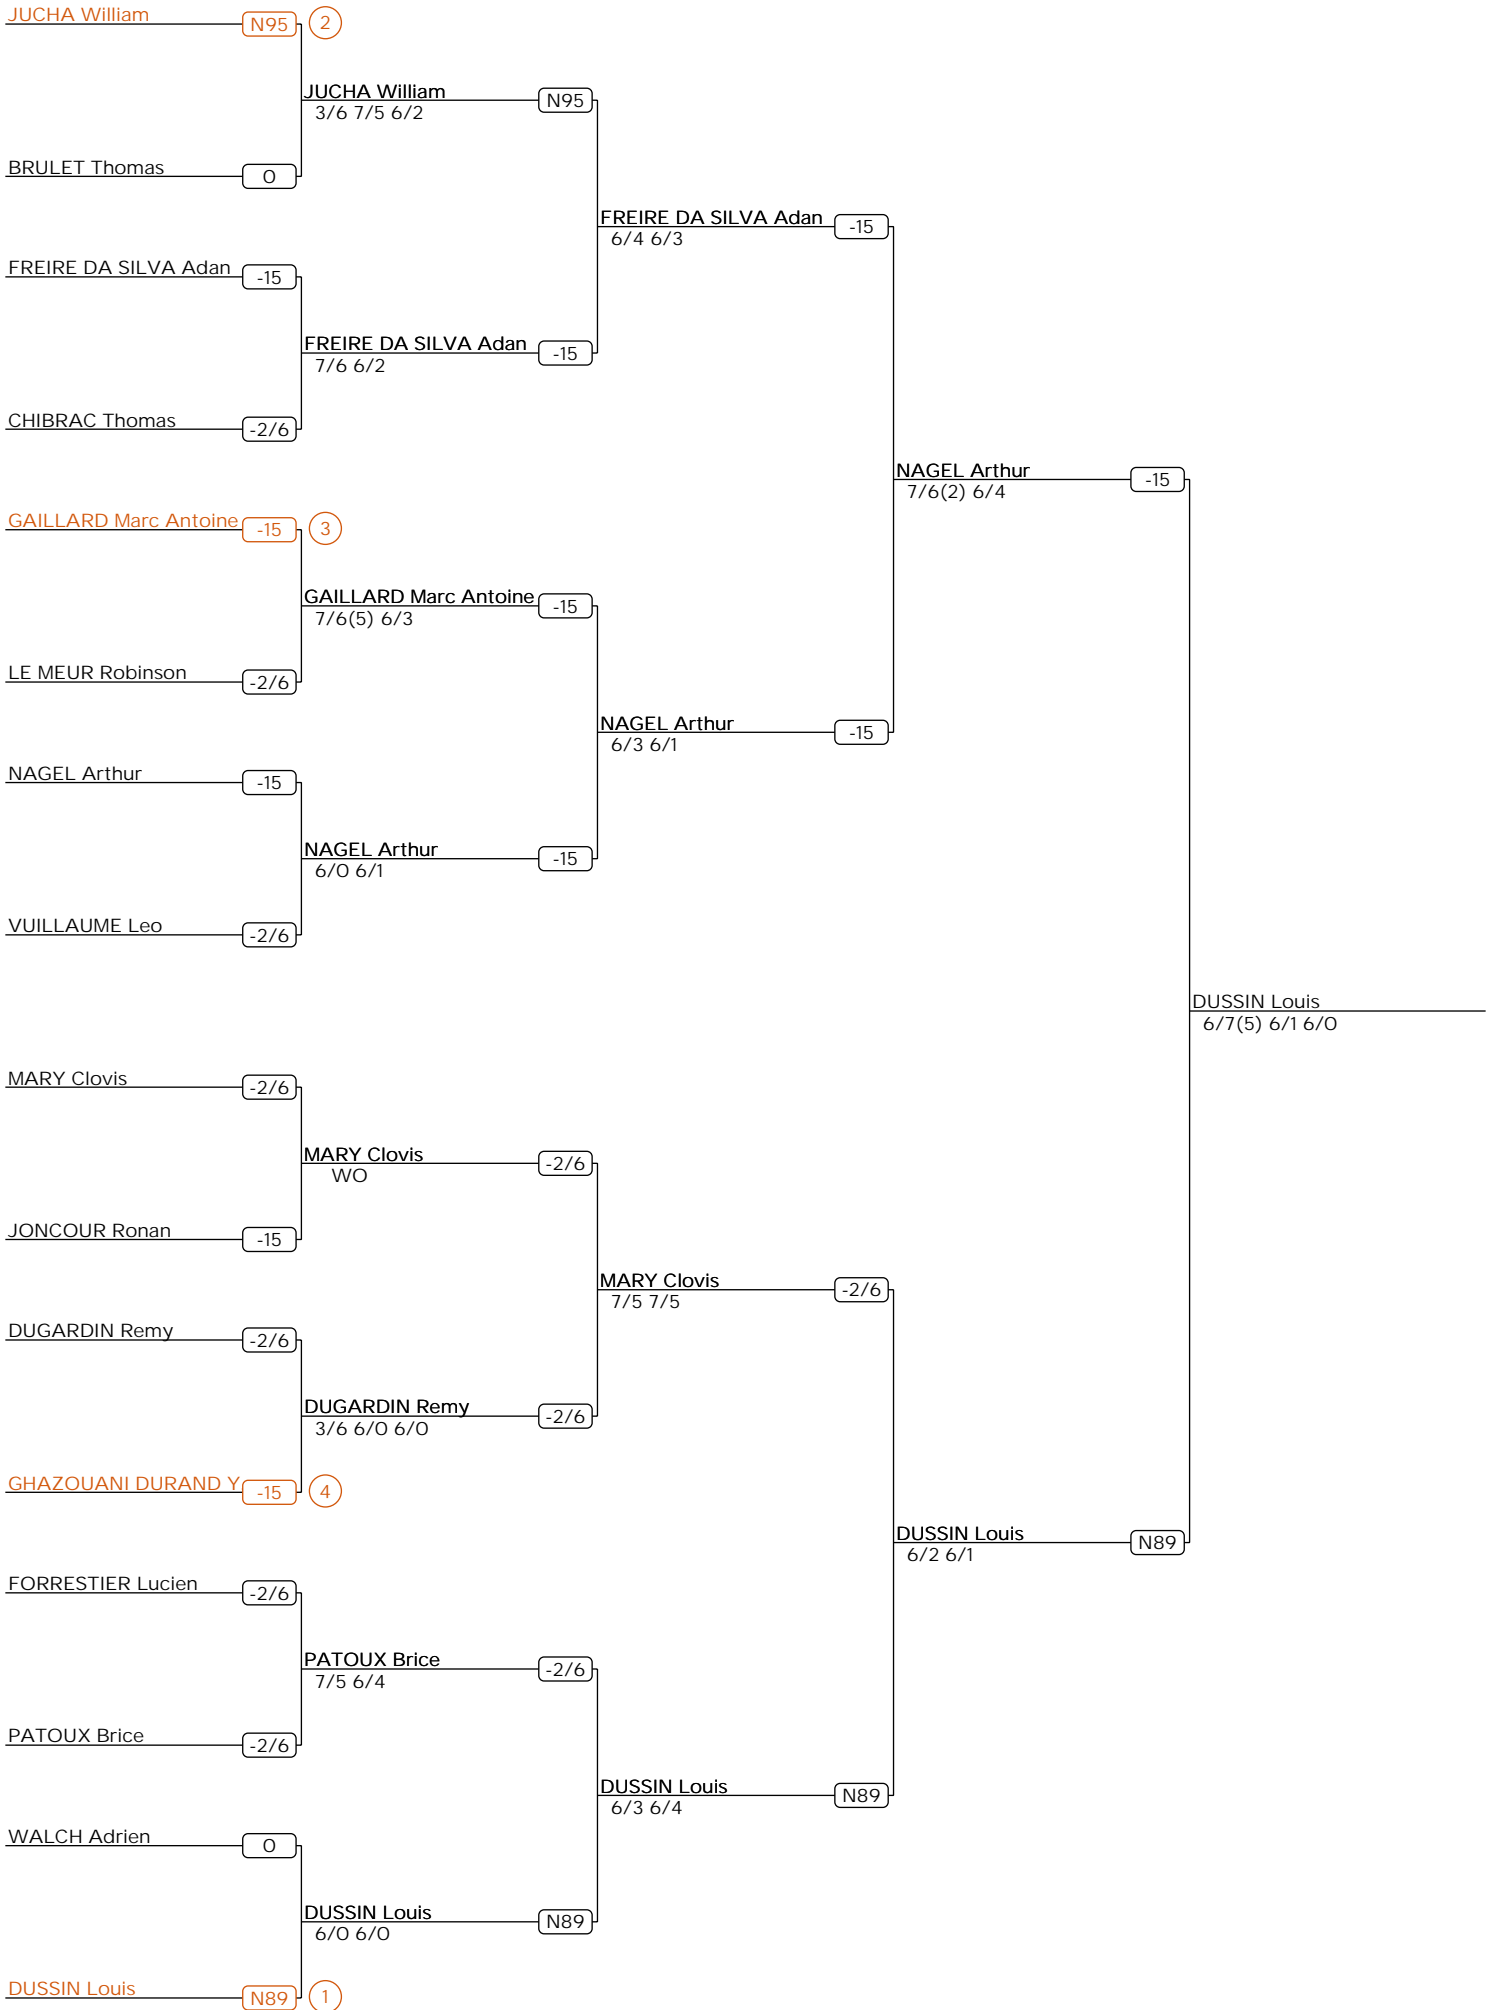 JUCHA William
N95
2
JUCHA William
N95
3/6 7/5 6/2
BRULET Thomas
0
FREIRE DA SILVA Adan
-15
6/4 6/3
FREIRE DA SILVA Adan
-15
FREIRE DA SILVA Adan
-15
7/6 6/2
CHIBRAC Thomas
-2/6
NAGEL Arthur
-15
7/6(2) 6/4
GAILLARD Marc Antoine
-15
3
GAILLARD Marc Antoine
-15
7/6(5) 6/3
LE MEUR Robinson
-2/6
NAGEL Arthur
-15
6/3 6/1
NAGEL Arthur
-15
NAGEL Arthur
-15
6/0 6/1
VUILLAUME Leo
-2/6
DUSSIN Louis
6/7(5) 6/1 6/0
MARY Clovis
-2/6
MARY Clovis
-2/6
WO
JONCOUR Ronan
-15
MARY Clovis
-2/6
7/5 7/5
DUGARDIN Remy
-2/6
DUGARDIN Remy
-2/6
3/6 6/0 6/0
GHAZOUANI DURAND Y
-15
4
DUSSIN Louis
N89
6/2 6/1
FORRESTIER Lucien
-2/6
PATOUX Brice
-2/6
7/5 6/4
PATOUX Brice
-2/6
DUSSIN Louis
N89
6/3 6/4
WALCH Adrien
0
DUSSIN Louis
N89
6/0 6/0
DUSSIN Louis
N89
1